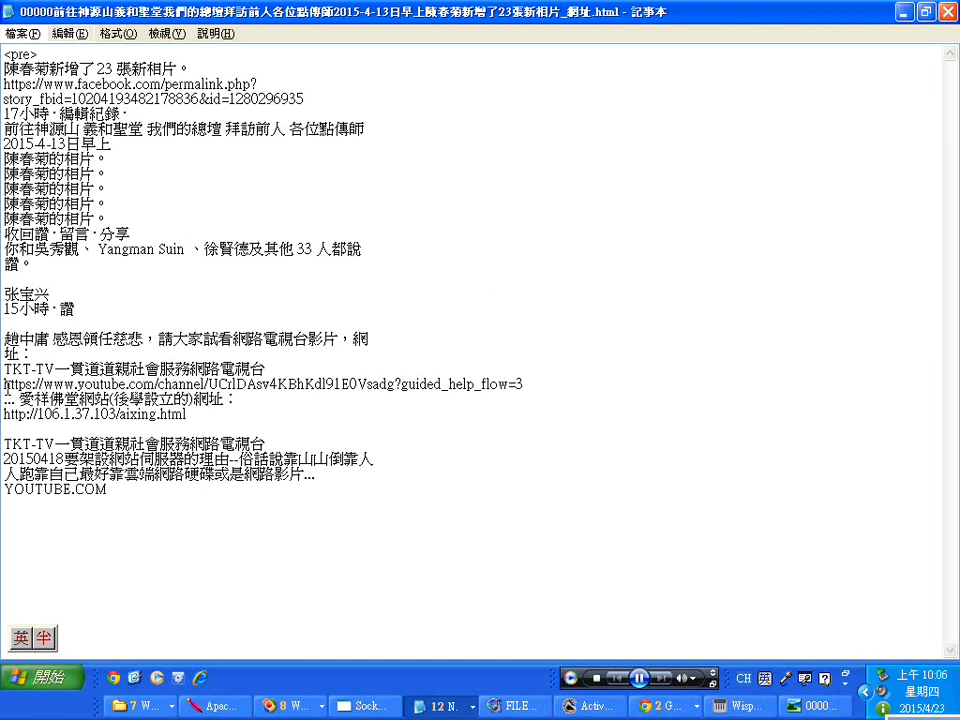 00000前往神源山義和聖堂我們的總壇拜訪前人各位點傳師2015-4-13日早上陳春菊新增了23張新相片_網址.html - 記事本
檔案(F) 編輯(E) 格式(O) 檢視(V) 說明(H)
<pre>
陳春菊新增了 23 張新相片。
https://www.facebook.com/permalink.php?
story_fbid=10204193482178836&id=1280296935
17小時 · 編輯紀錄 ·
前往神源山 義和聖堂 我們的總壇 拜訪前人 各位點傳師
2015-4-13日早上
陳春菊的相片。
陳春菊的相片。
陳春菊的相片。
陳春菊的相片。
陳春菊的相片。
收回讚 · 留言 · 分享
你和吳秀觀、 Yangman Suin 、徐賢德及其他 33 人都說
讚。
张宝兴
15小時 · 讚
趙中庸 感恩領任慈悲，請大家試看網路電視台影片，網
址：
TKT-TV一貫道道親社會服務網路電視台
https://www.youtube.com/channel/UCrlDAsv4KBhKdl91E0Vsadg?guided_help_flow=3
... 愛祥佛堂網站(後學設立的)網址：
http://106.1.37.103/aixing.html
TKT-TV一貫道道親社會服務網路電視台
20150418要架設網站伺服器的理由--俗話說靠山山倒靠人
人跑靠自己最好靠雲端網路硬碟或是網路影片...
YOUTUBE.COM
英 半
開始
CH 英
上午 10:06
星期四
2015/4/23
7 W... Apac... 8 W... Sock... 12 N. FILE... Activ... 2 G... Wisp... 0000...